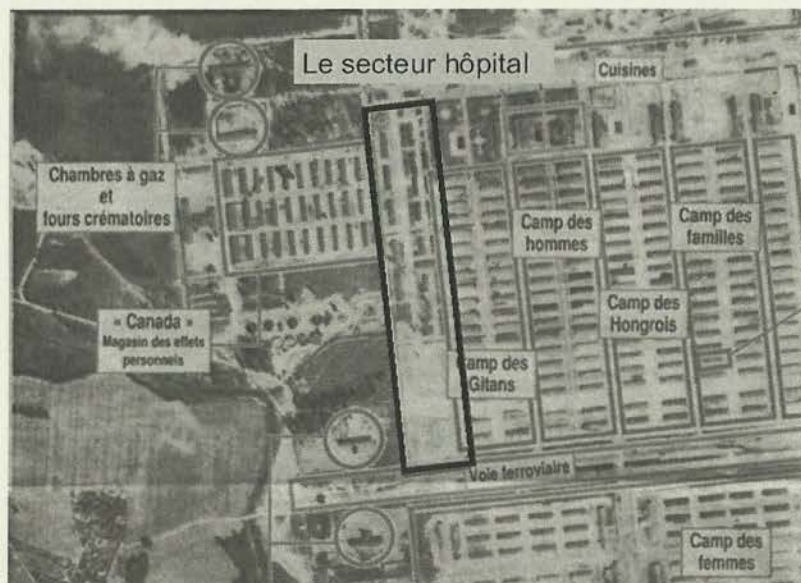 Le secteur hôpital
Cuisines
Chambres à gaz
et
fours crématoires
Camp des
hommes
Camp des
familles
« Canada »
Magasin des effets
personnels
Camp des
Hongrois
Camp des
Gitans
Voie ferroviaire
Camp des
femmes